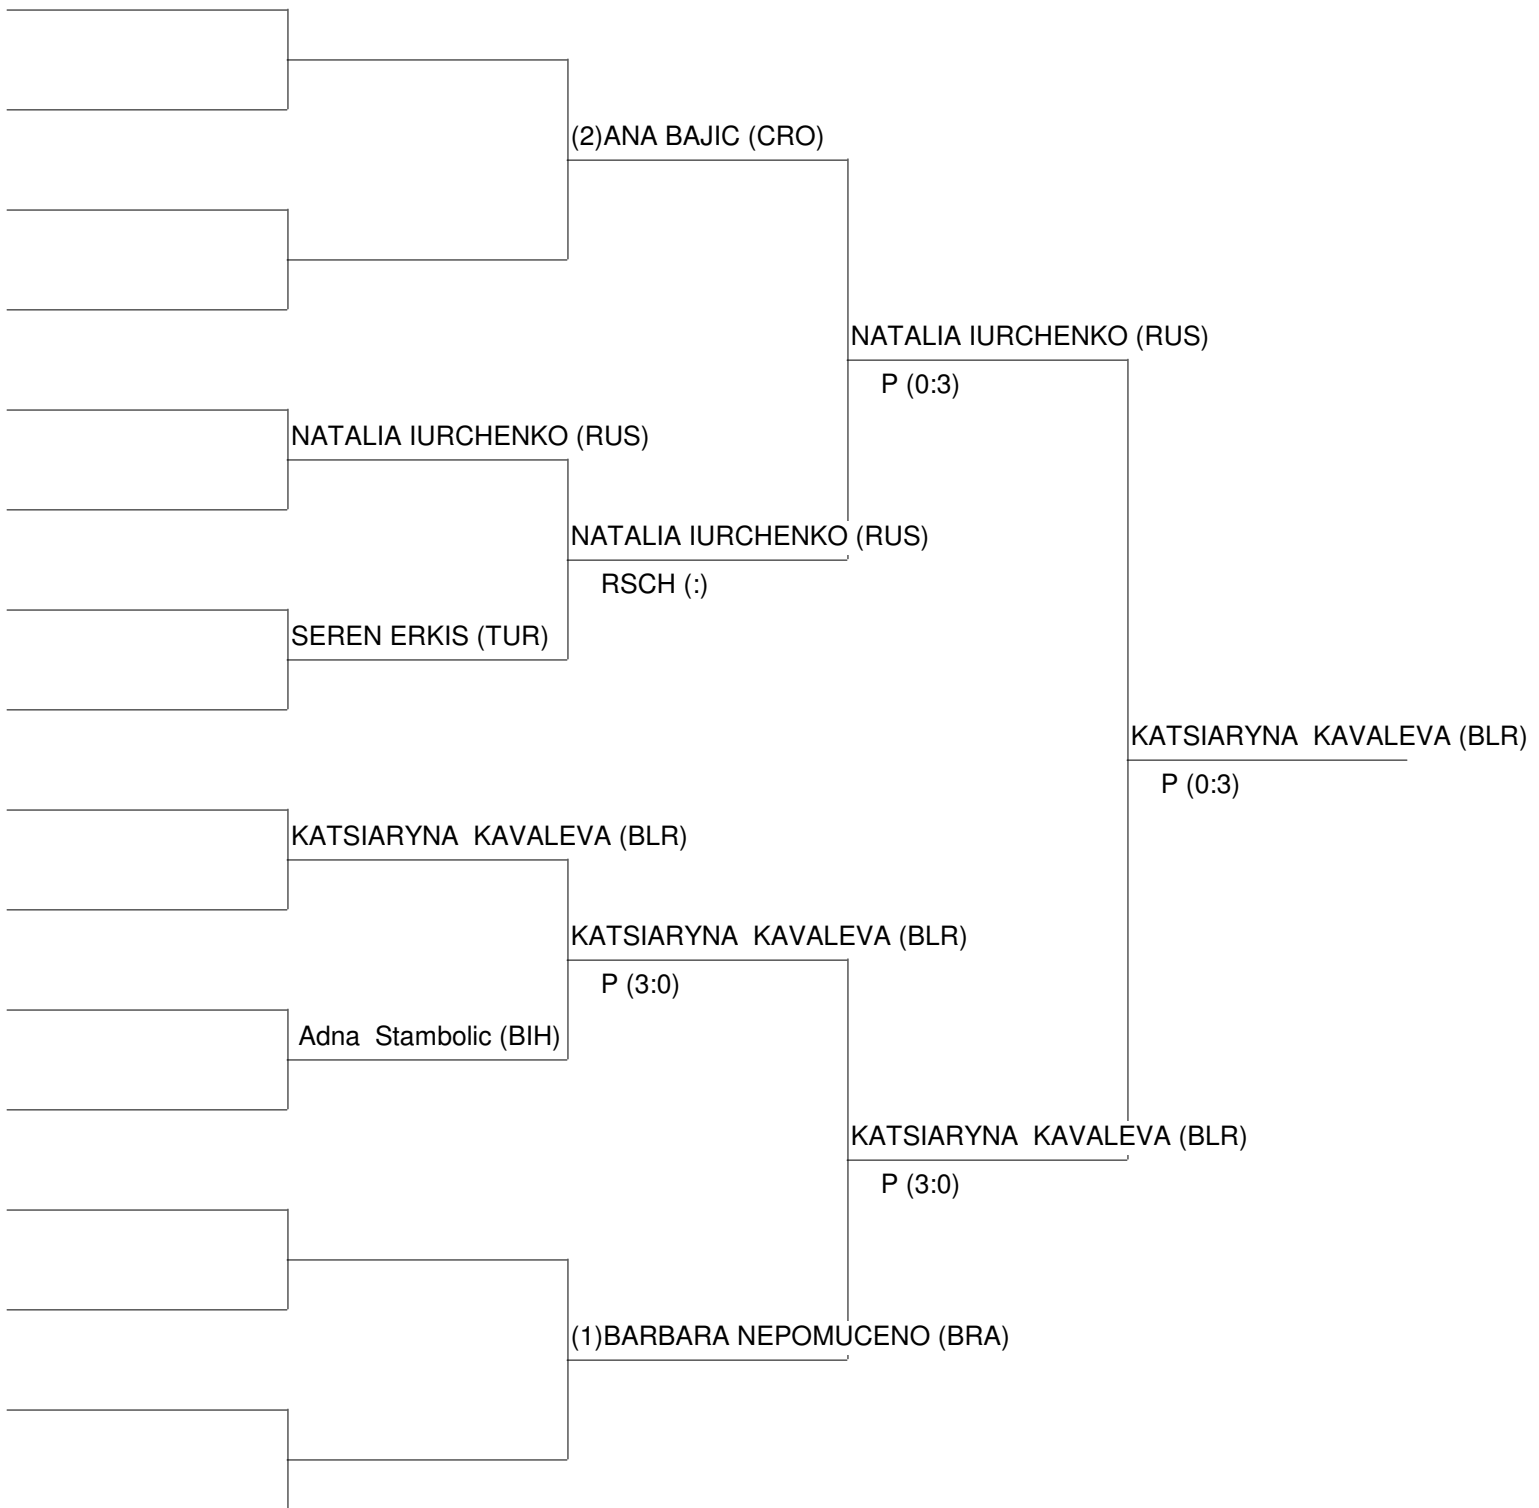 (2)ANA BAJIC (CRO)
NATALIA IURCHENKO (RUS)
P (0:3)
NATALIA IURCHENKO (RUS)
NATALIA IURCHENKO (RUS)
RSCH (:)
SEREN ERKIS (TUR)
KATSIARYNA  KAVALEVA (BLR)
P (0:3)
KATSIARYNA  KAVALEVA (BLR)
KATSIARYNA  KAVALEVA (BLR)
P (3:0)
Adna  Stambolic (BIH)
KATSIARYNA  KAVALEVA (BLR)
P (3:0)
(1)BARBARA NEPOMUCENO (BRA)